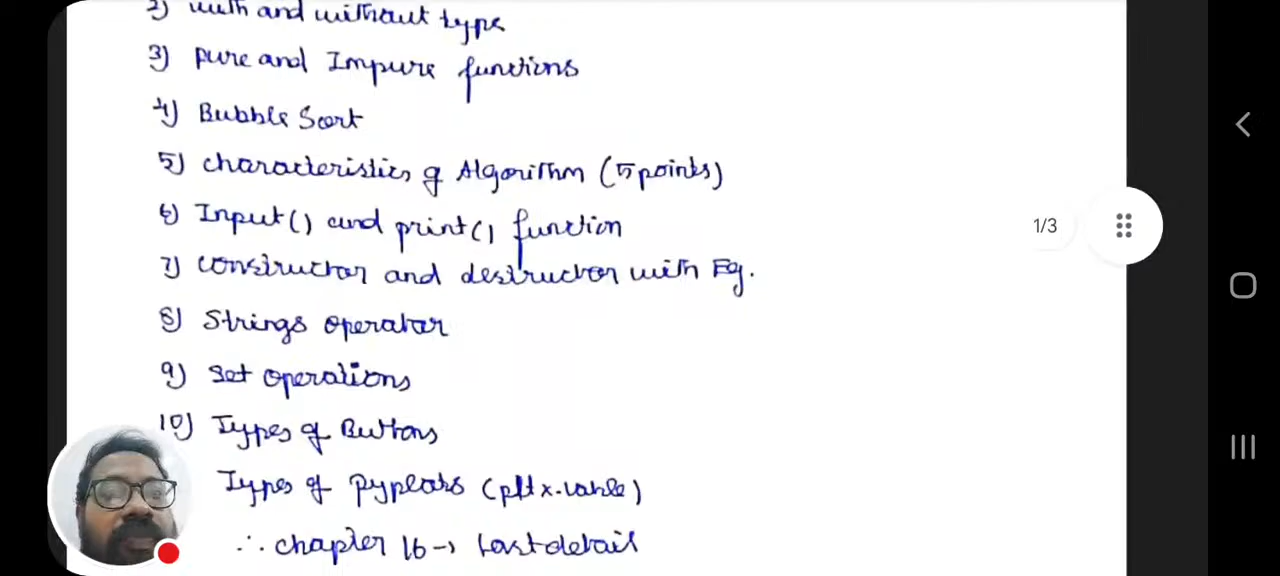 2) with and without type
3) pure and Impure functions
4) Bubble Sort
5) characteristics of Algorithm (5 points)
6) Input() and print() function
1/3
7) constructor and destructor with Eg.
8) Strings operator
9) Set operations
10) Types of Buttons
Types of pyplots (plt x.lable)
∴ chapter 16 → Last detail